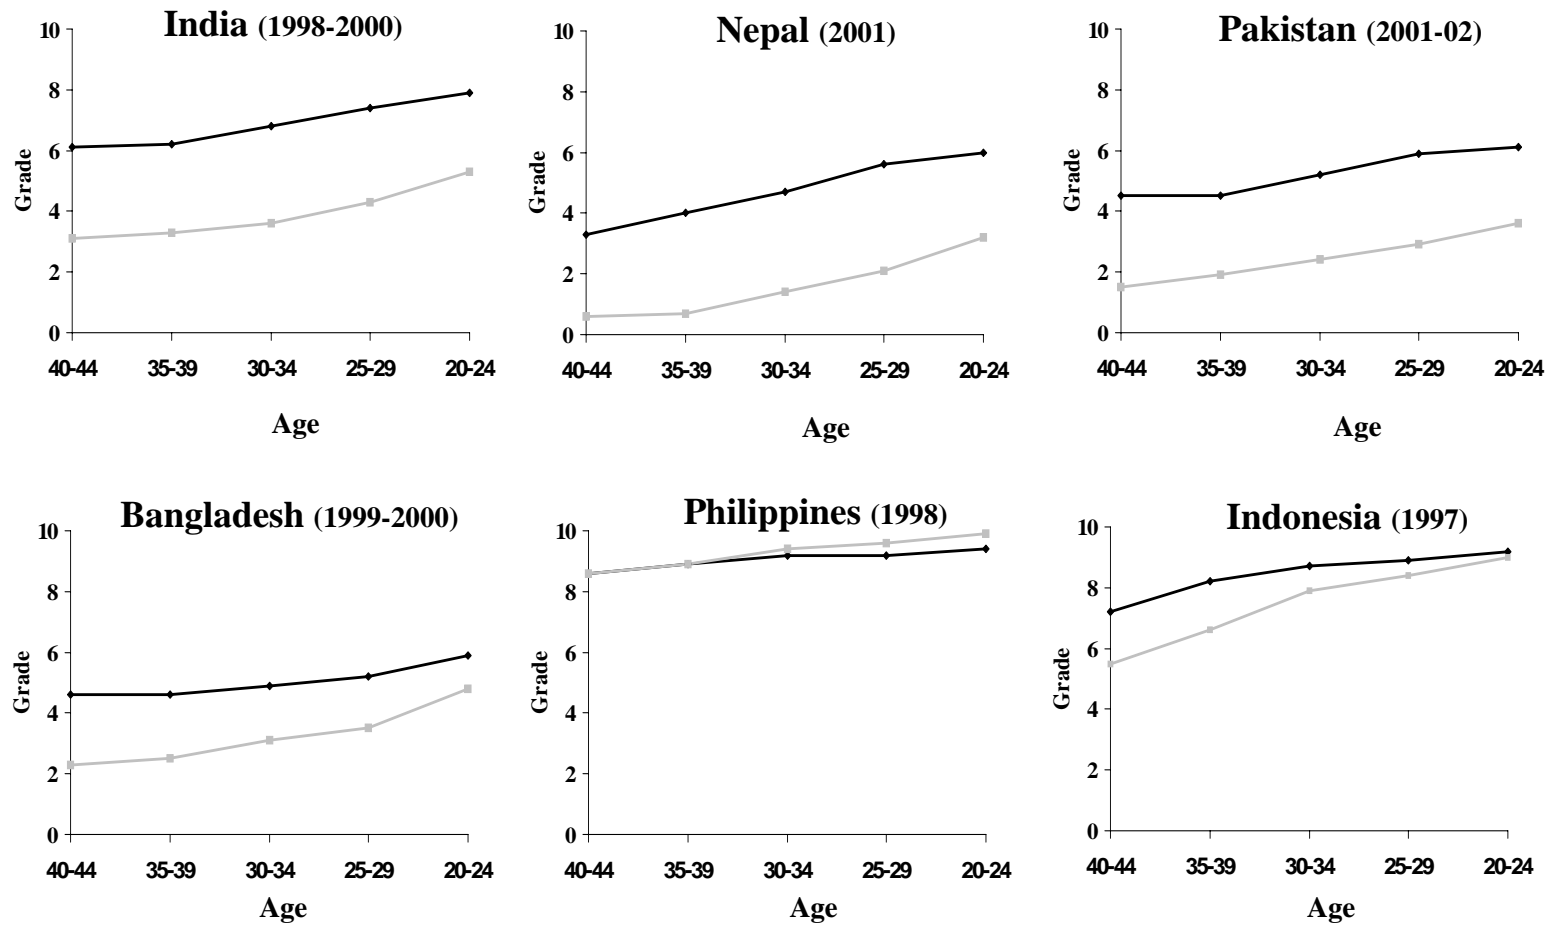 India (1998-2000)
10
8
6
4
2
0
Grade
40-44 35-39 30-34 25-29 20-24
Age
Nepal (2001)
10
8
6
4
2
0
Grade
40-44 35-39 30-34 25-29 20-24
Age
Pakistan (2001-02)
10
8
6
4
2
0
Grade
40-44 35-39 30-34 25-29 20-24
Age
Bangladesh (1999-2000)
10
8
6
4
2
0
Grade
40-44 35-39 30-34 25-29 20-24
Age
Philippines (1998)
10
8
6
4
2
0
Grade
40-44 35-39 30-34 25-29 20-24
Age
Indonesia (1997)
10
8
6
4
2
0
Grade
40-44 35-39 30-34 25-29 20-24
Age